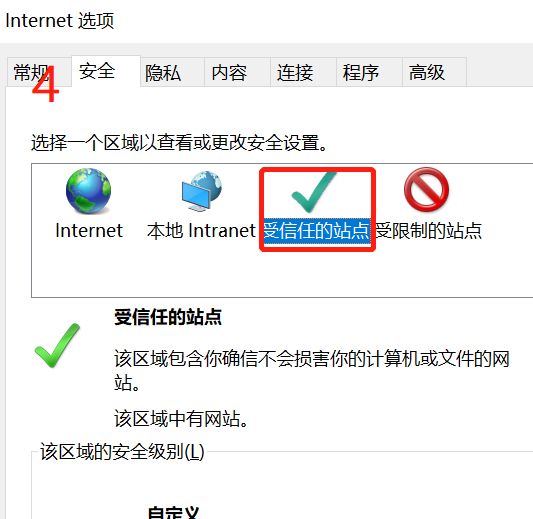 Internet 选项
常规 安全 隐私 内容 连接 程序 高级
4
选择一个区域以查看或更改安全设置。
Internet 本地 Intranet 受信任的站点 受限制的站点
受信任的站点
该区域包含你确信不会损害你的计算机或文件的网
站。
该区域中有网站。
该区域的安全级别(L)
自定义